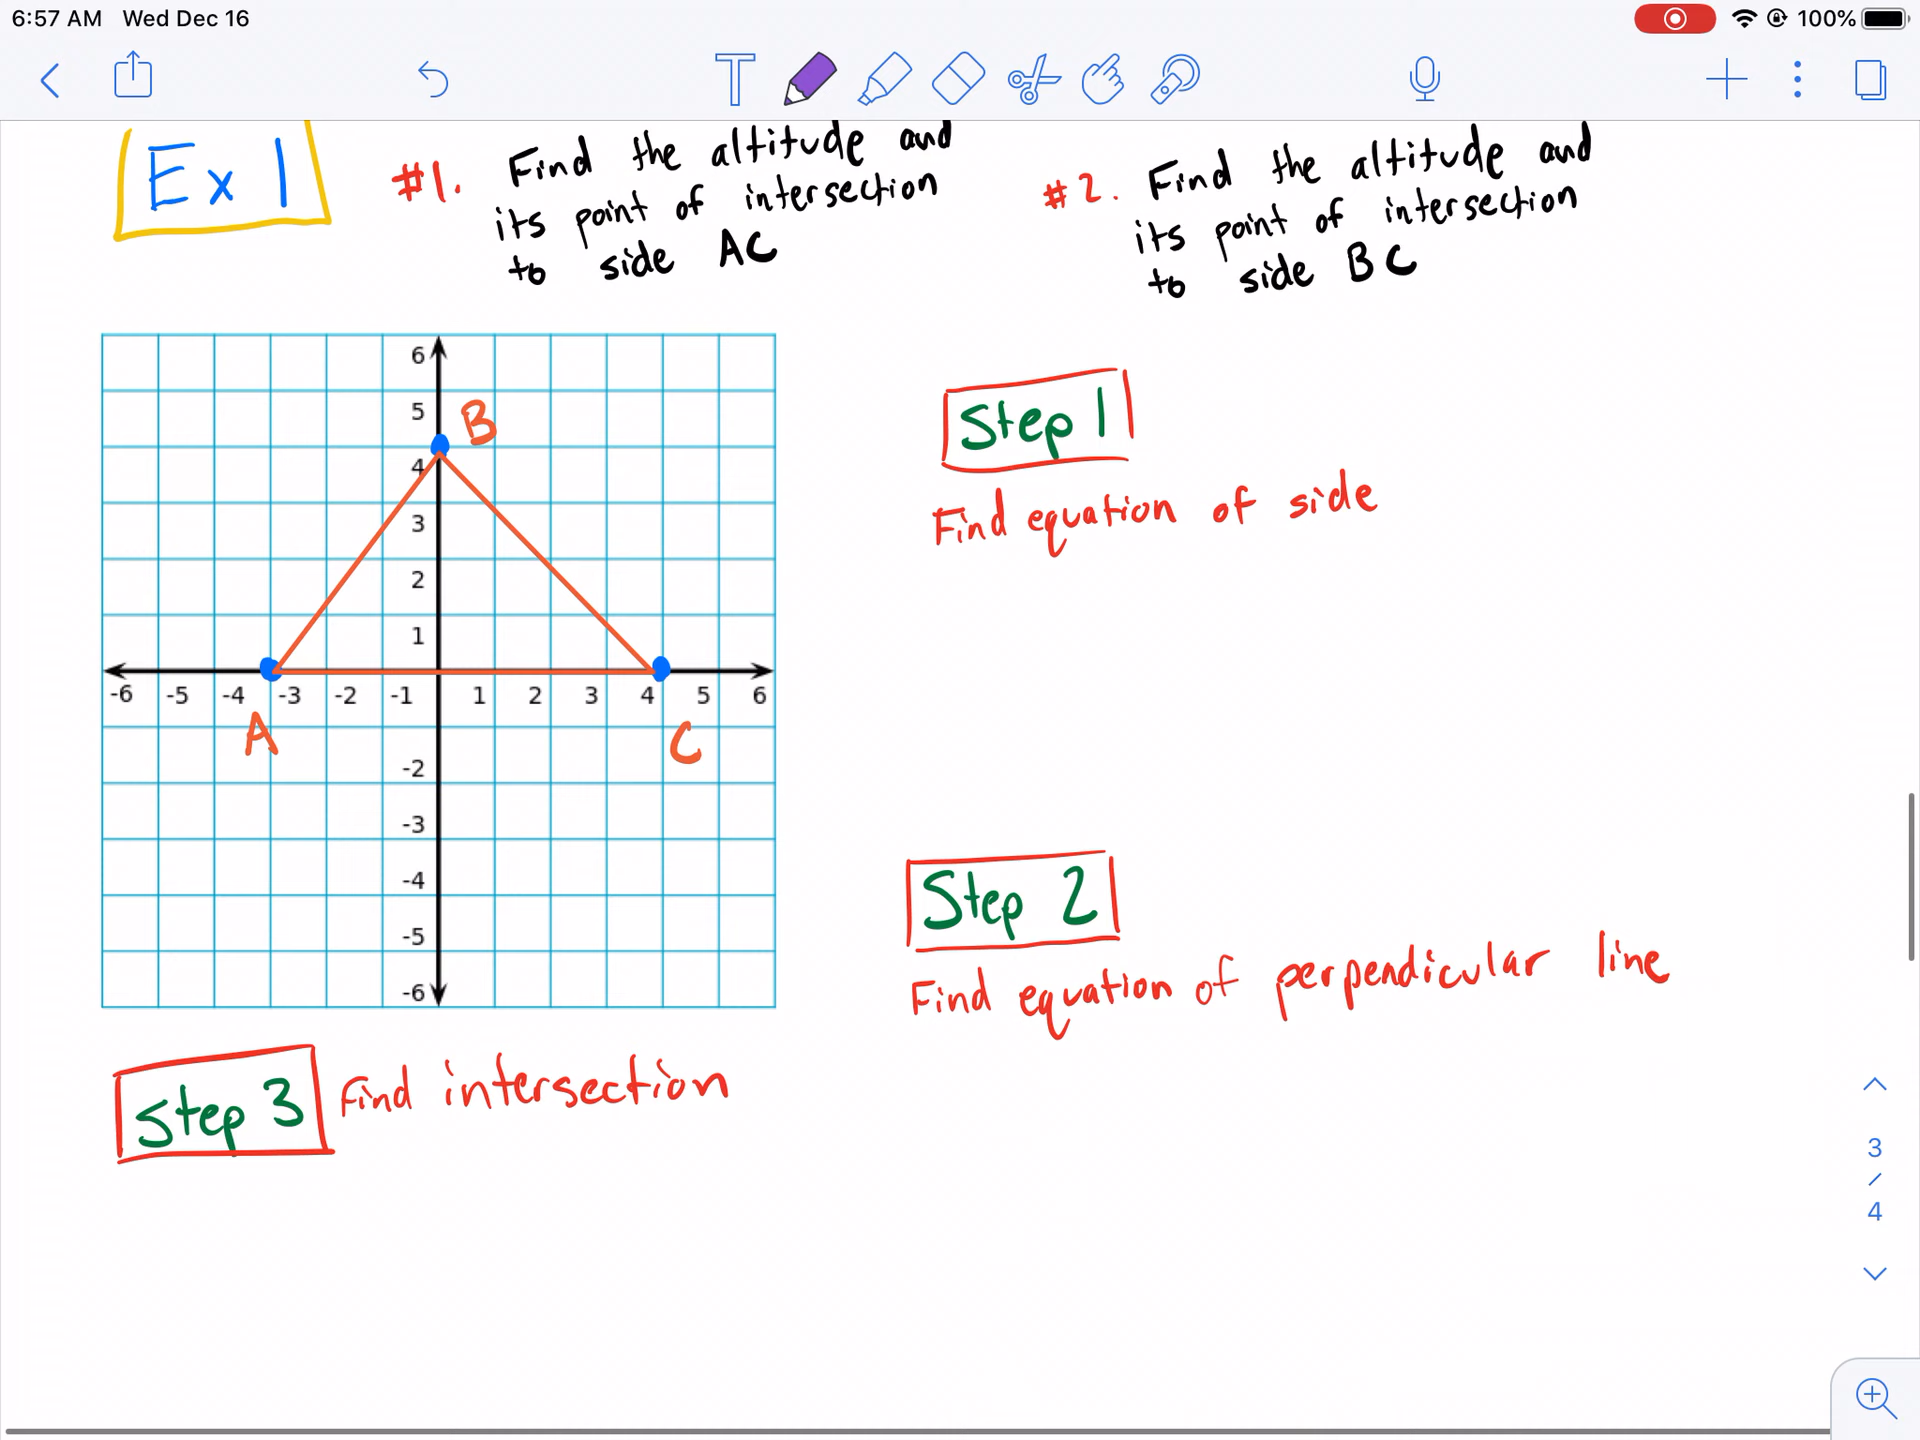 6:57 AM Wed Dec 16
100%
Ex 1
#1. Find the altitude and
its point of intersection
to side AC
#2. Find the altitude and
its point of intersection
to side BC
6
5
B
4
3
2
1
-6 -5 -4 -3 -2 -1 1 2 3 4 5 6
A
C
-2
-3
-4
-5
-6
Step 1
Find equation of side
Step 2
Find equation of perpendicular line
Step 3 Find intersection
3
/
4